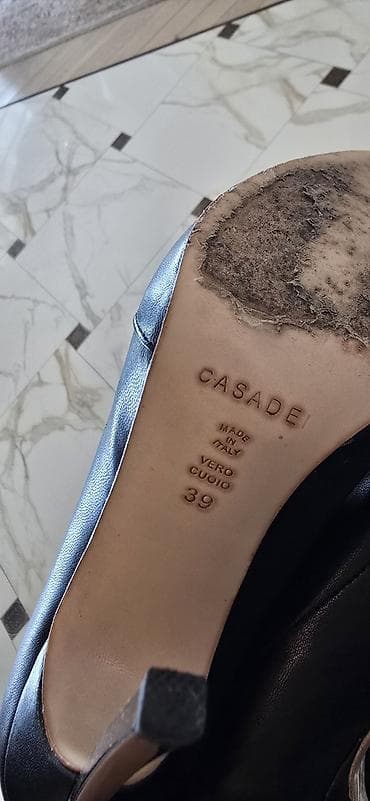 CASADEI
MADE
IN
ITALY
VERO
CUOIO
39